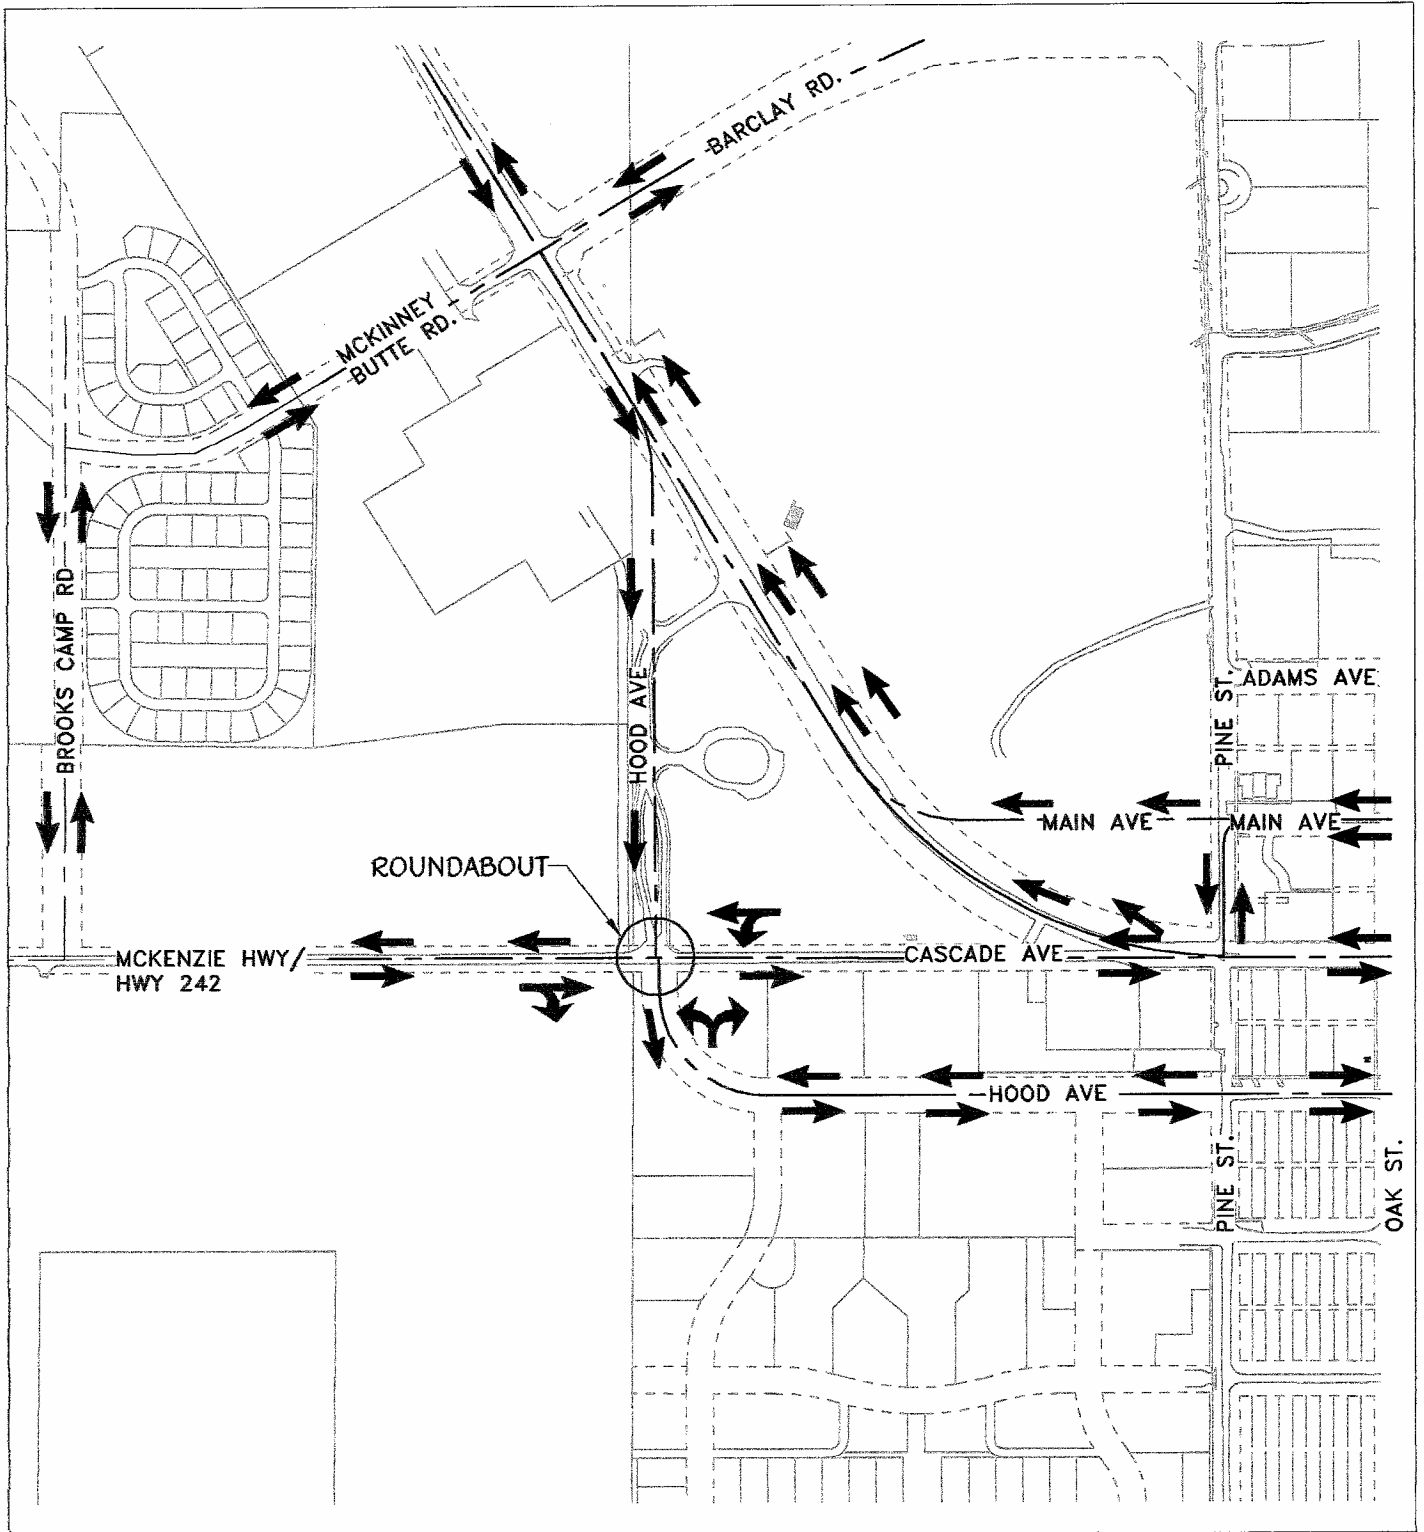 BARCLAY RD.
MCKINNEY
BUTTE RD.
BROOKS CAMP RD
HOOD AVE
PINE ST.
ADAMS AVE
MAIN AVE
MAIN AVE
ROUNDABOUT
MCKENZIE HWY/
HWY 242
CASCADE AVE
HOOD AVE
PINE ST.
OAK ST.